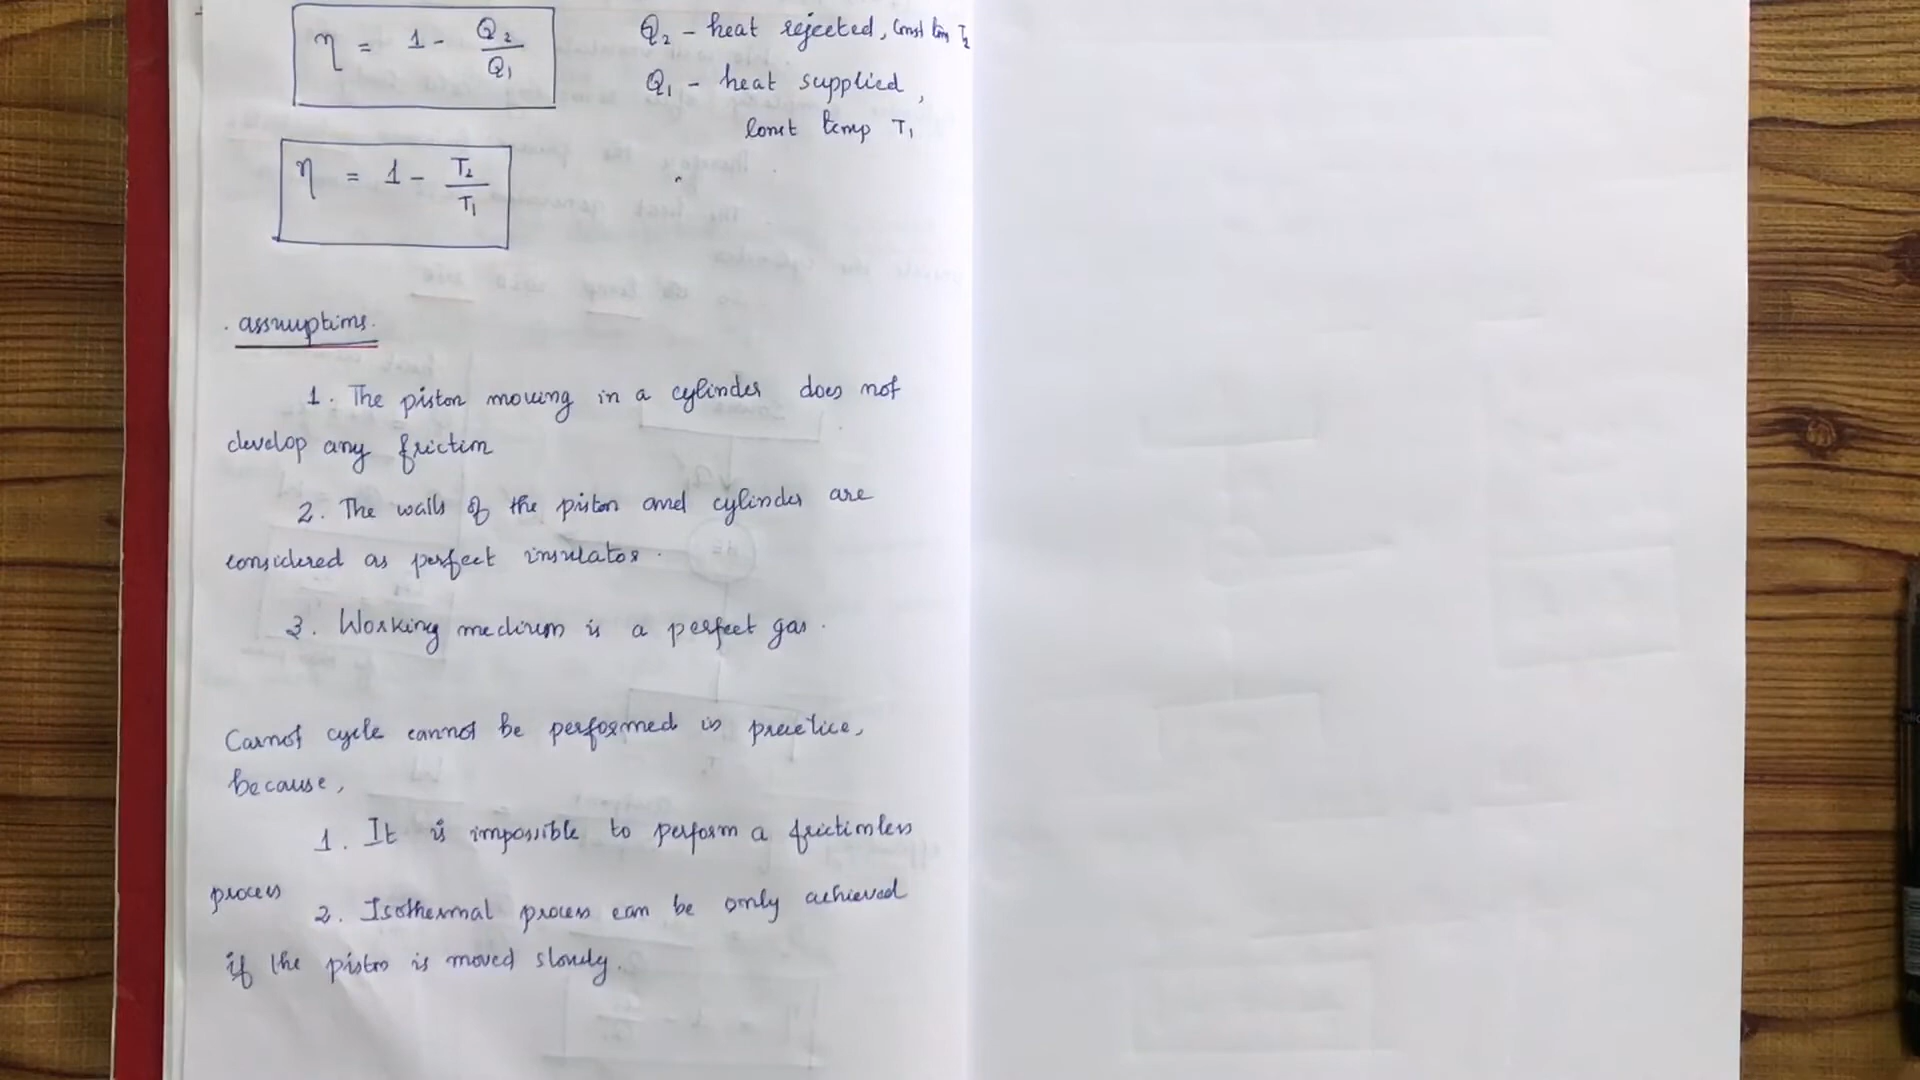 η = 1 - Q₂/Q₁
Q₂ - heat rejected, const tem T₂
Q₁ - heat supplied,
const temp T₁
η = 1 - T₂/T₁
assumptions.
1. The piston moving in a cylinder does not
develop any friction
2. The walls of the piston and cylinder are
considered as perfect insulator.
3. Working medium is a perfect gas.
Carnot cycle cannot be performed in practice,
because,
1. It is impossible to perform a frictionless
process
2. Isothermal process can be only achieved
if the piston is moved slowly.